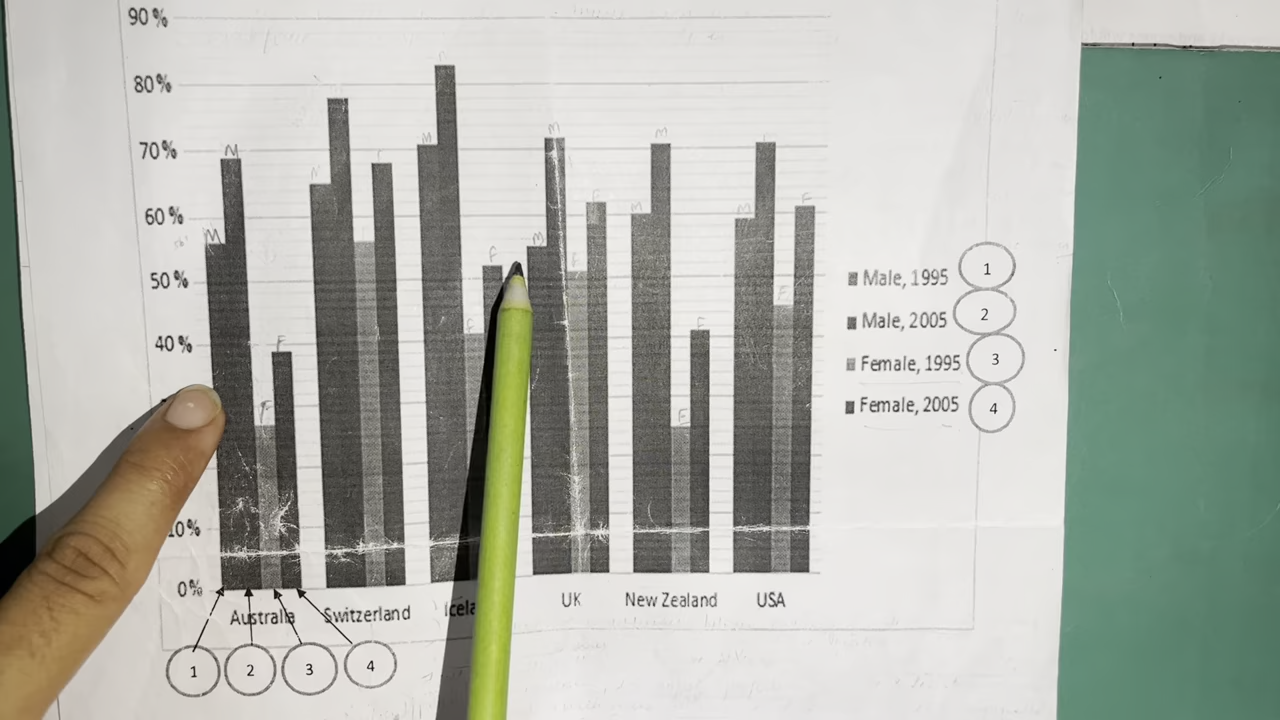 90%
80%
70%
60%
50%
40%
10%
0%
M
M
M
M
F
M
M
F
M
M
F
F
F
F
M
F
F
F
F
Male, 1995 1
Male, 2005 2
Female, 1995 3
Female, 2005 4
Australia Switzerland Icela UK New Zealand USA
1 2 3 4